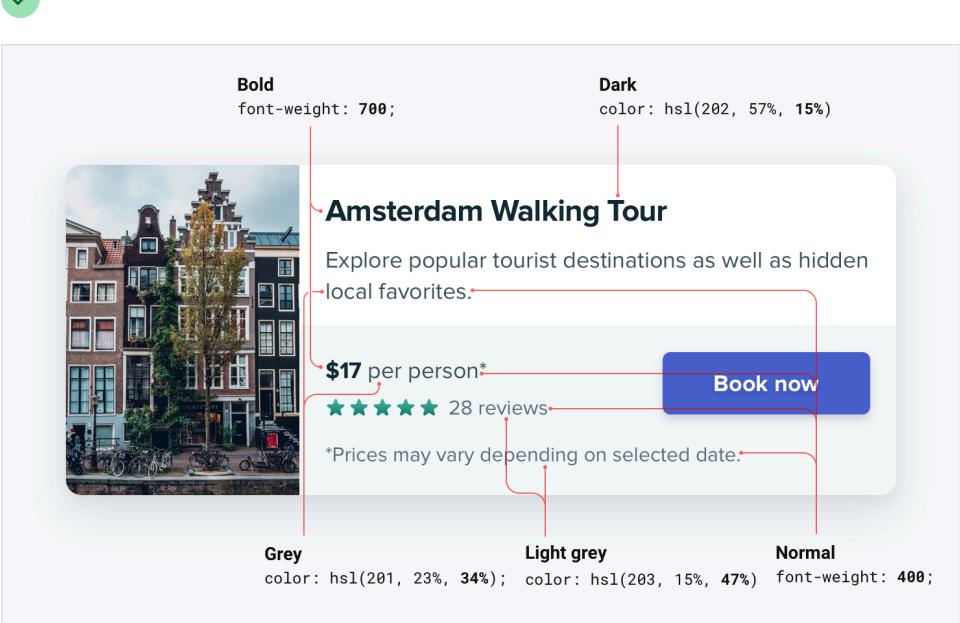 Bold
font-weight: 700;
Dark
color: hsl(202, 57%, 15%)
Amsterdam Walking Tour
Explore popular tourist destinations as well as hidden
local favorites.
$17 per person*
28 reviews
Book now
*Prices may vary depending on selected date.
Grey
color: hsl(201, 23%, 34%);
Light grey
color: hsl(203, 15%, 47%)
Normal
font-weight: 400;